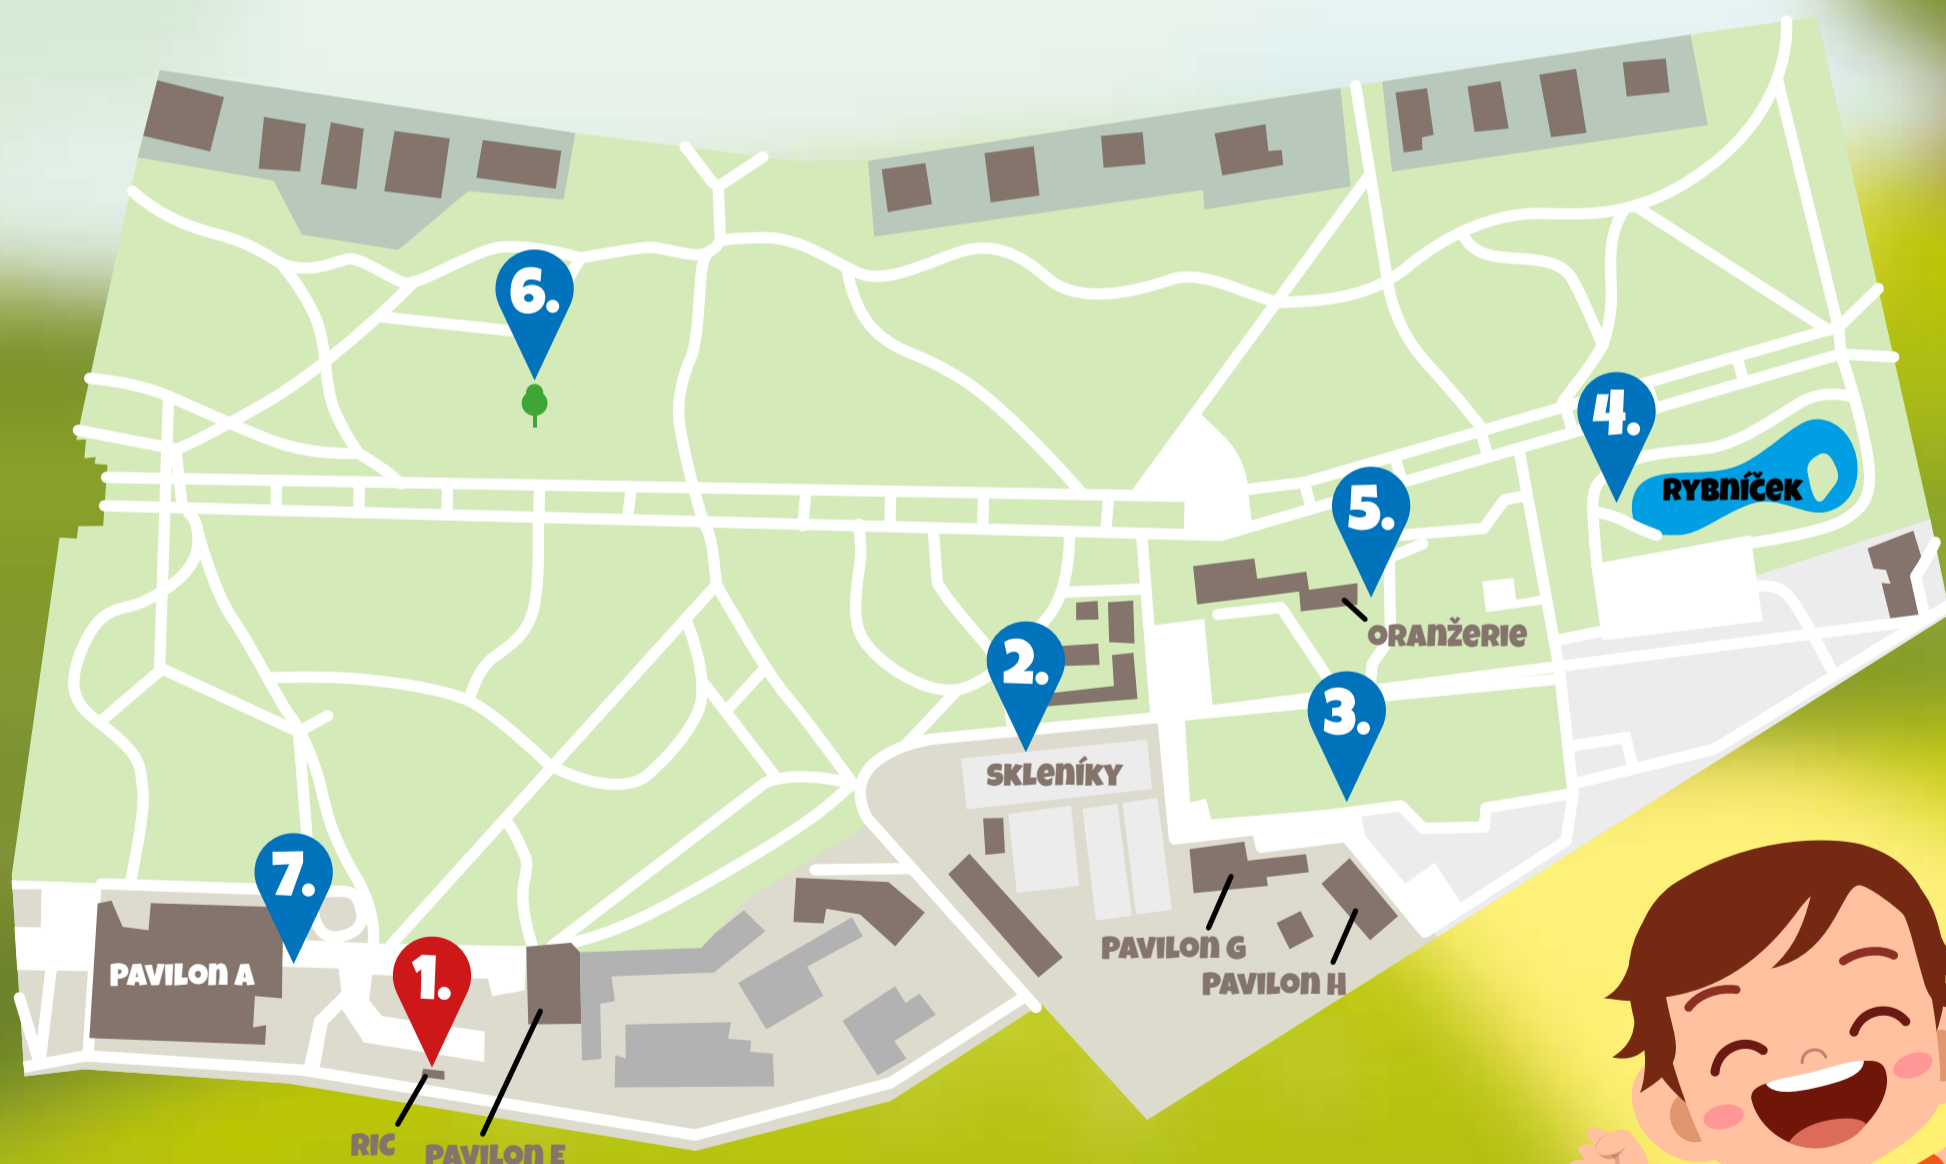 6.
4.
RYBNÍČEK
5.
ORANŽERIE
2.
3.
SKLENÍKY
7.
PAVILON A
1.
PAVILON G
PAVILON H
RIC
PAVILON E